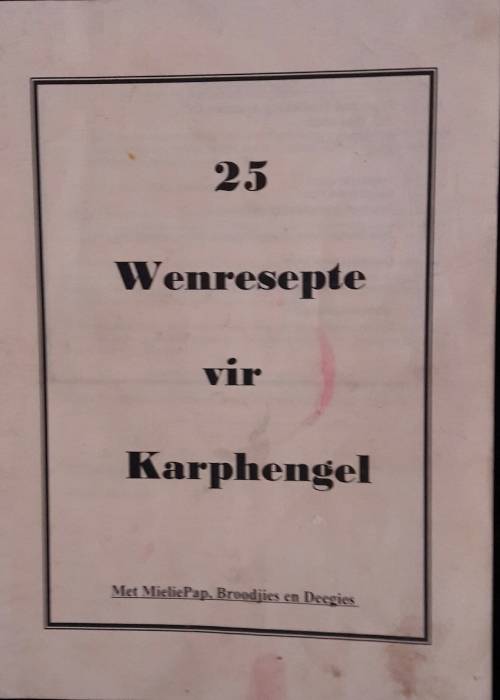 25
Wenresepte
vir
Karphengel
Met MieliePap, Broodjies en Deegies